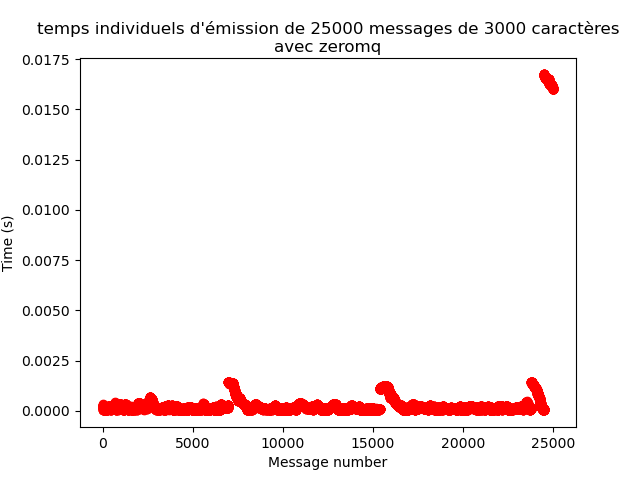 temps individuels d'émission de 25000 messages de 3000 caractères
avec zeromq
0.0175
0.0150
0.0125
0.0100
0.0075
0.0050
0.0025
0.0000
Time (s)
0 5000 10000 15000 20000 25000
Message number